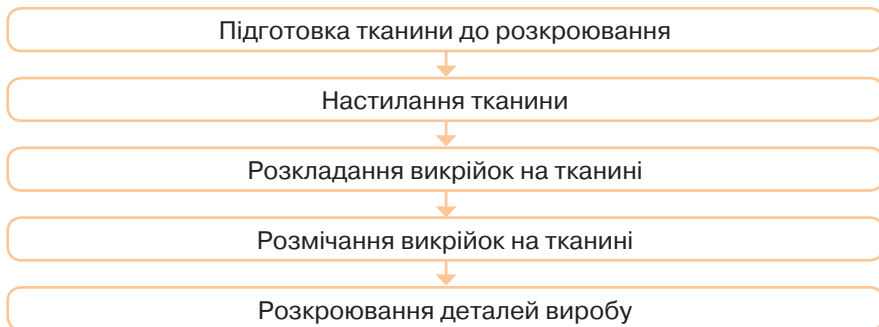 Підготовка тканини до розкроювання
Настилання тканини
Розкладання викрійок на тканині
Розмічання викрійок на тканині
Розкроювання деталей виробу